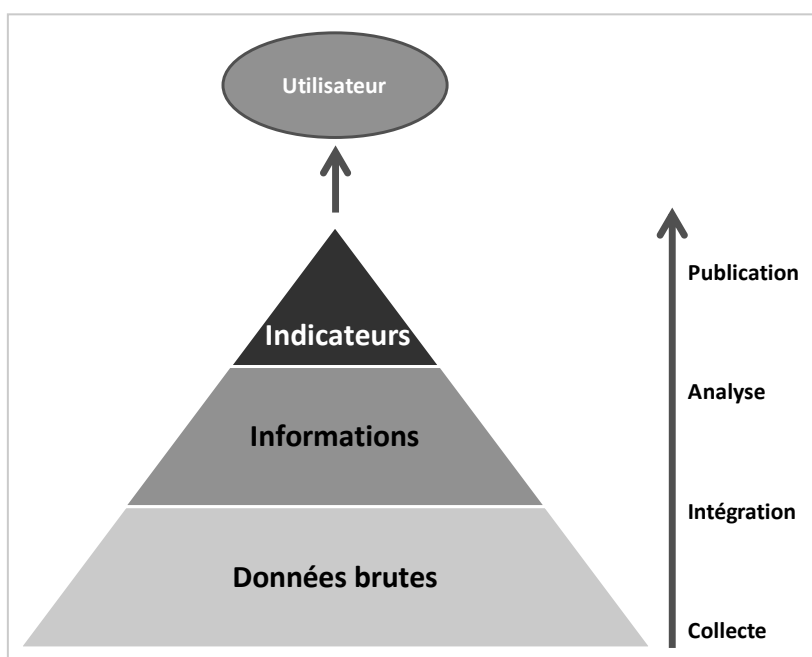 Utilisateur
Publication
Indicateurs
Analyse
Informations
Intégration
Données brutes
Collecte